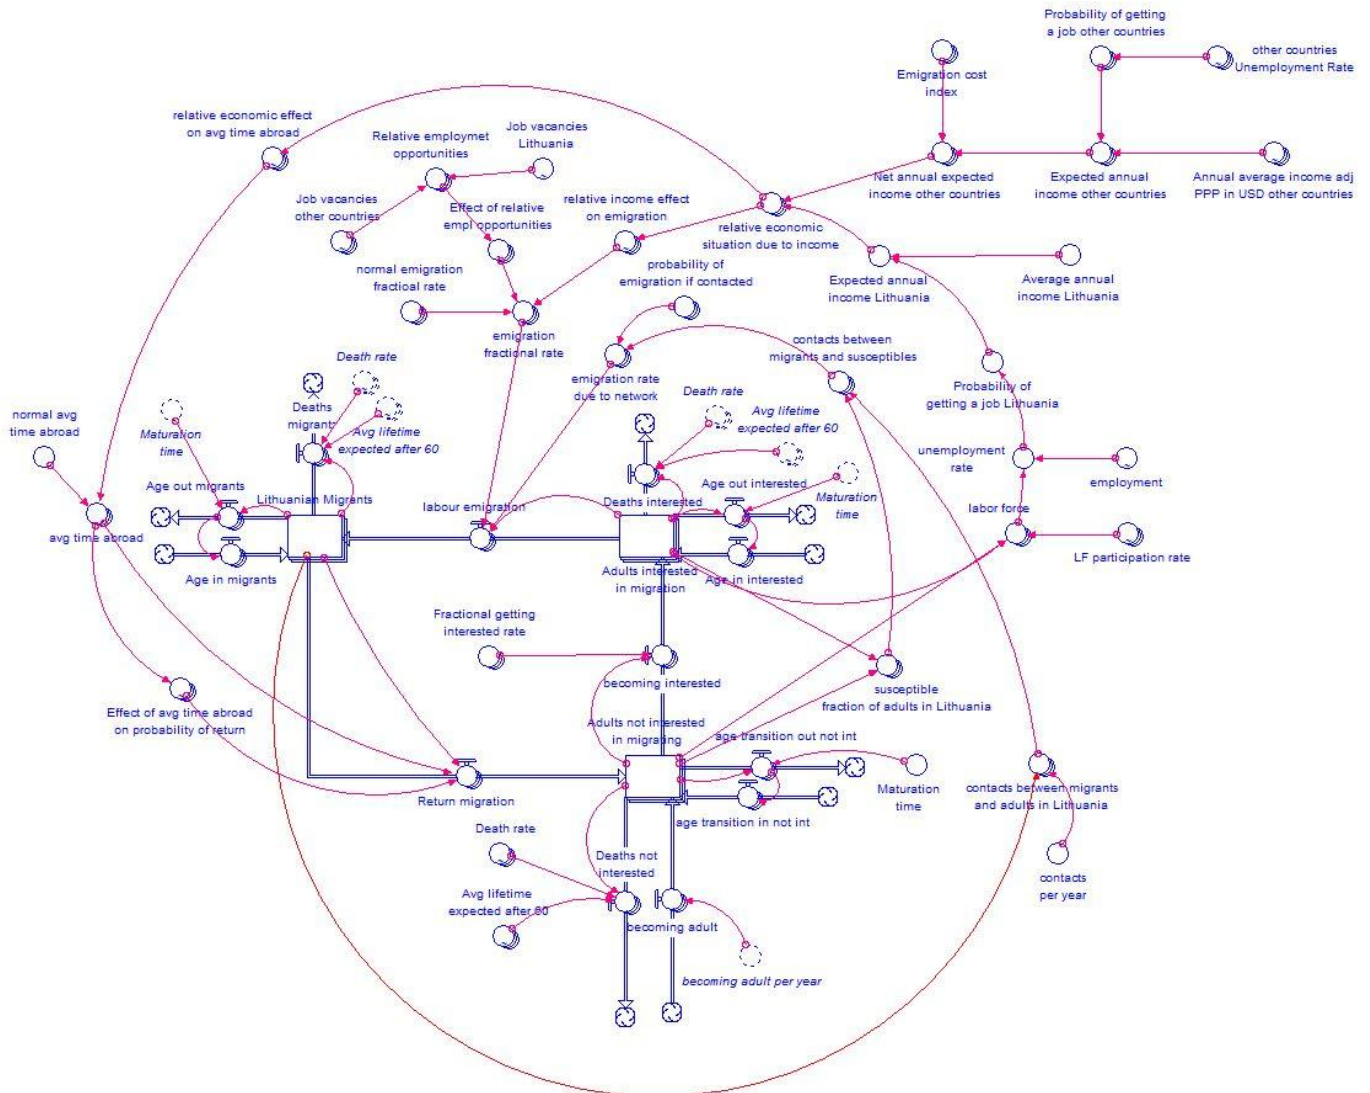 Probability of getting
a job other countries
other countries
Unemployment Rate
Emigration cost
index
relative economic effect
on avg time abroad
Relative employmet
opportunities
Job vacancies
Lithuania
Net annual expected
income other countries
Expected annual
income other countries
Annual average income adj
PPP in USD other countries
Job vacancies
other countries
Effect of relative
empl opportunities
relative income effect
on emigration
relative economic
situation due to income
normal emigration
fractioal rate
probability of
emigration if contacted
Expected annual
income Lithuania
Average annual
income Lithuania
emigration
fractional rate
contacts between
migrants and susceptibles
emigration rate
due to network
Probability of
getting a job Lithuania
Death rate
Deaths
migrants
Avg lifetime
expected after 60
Death rate
Avg lifetime
expected after 60
normal avg
time abroad
Maturation
time
unemployment
rate
employment
Age out migrants
Lithuanian Migrants
labour emigration
Deaths interested
Age out interested
Maturation
time
labor force
avg time abroad
Age in migrants
Adults interested
in migration
Age in interested
LF participation rate
Fractional getting
interested rate
becoming interested
susceptible
fraction of adults in Lithuania
Effect of avg time abroad
on probability of return
Adults not interested
in migrating
age transition out not int
Return migration
Maturation
time
contacts between migrants
and adults in Lithuania
age transition in not int
Death rate
Deaths not
interested
Avg lifetime
expected after 60
becoming adult
contacts
per year
becoming adult per year